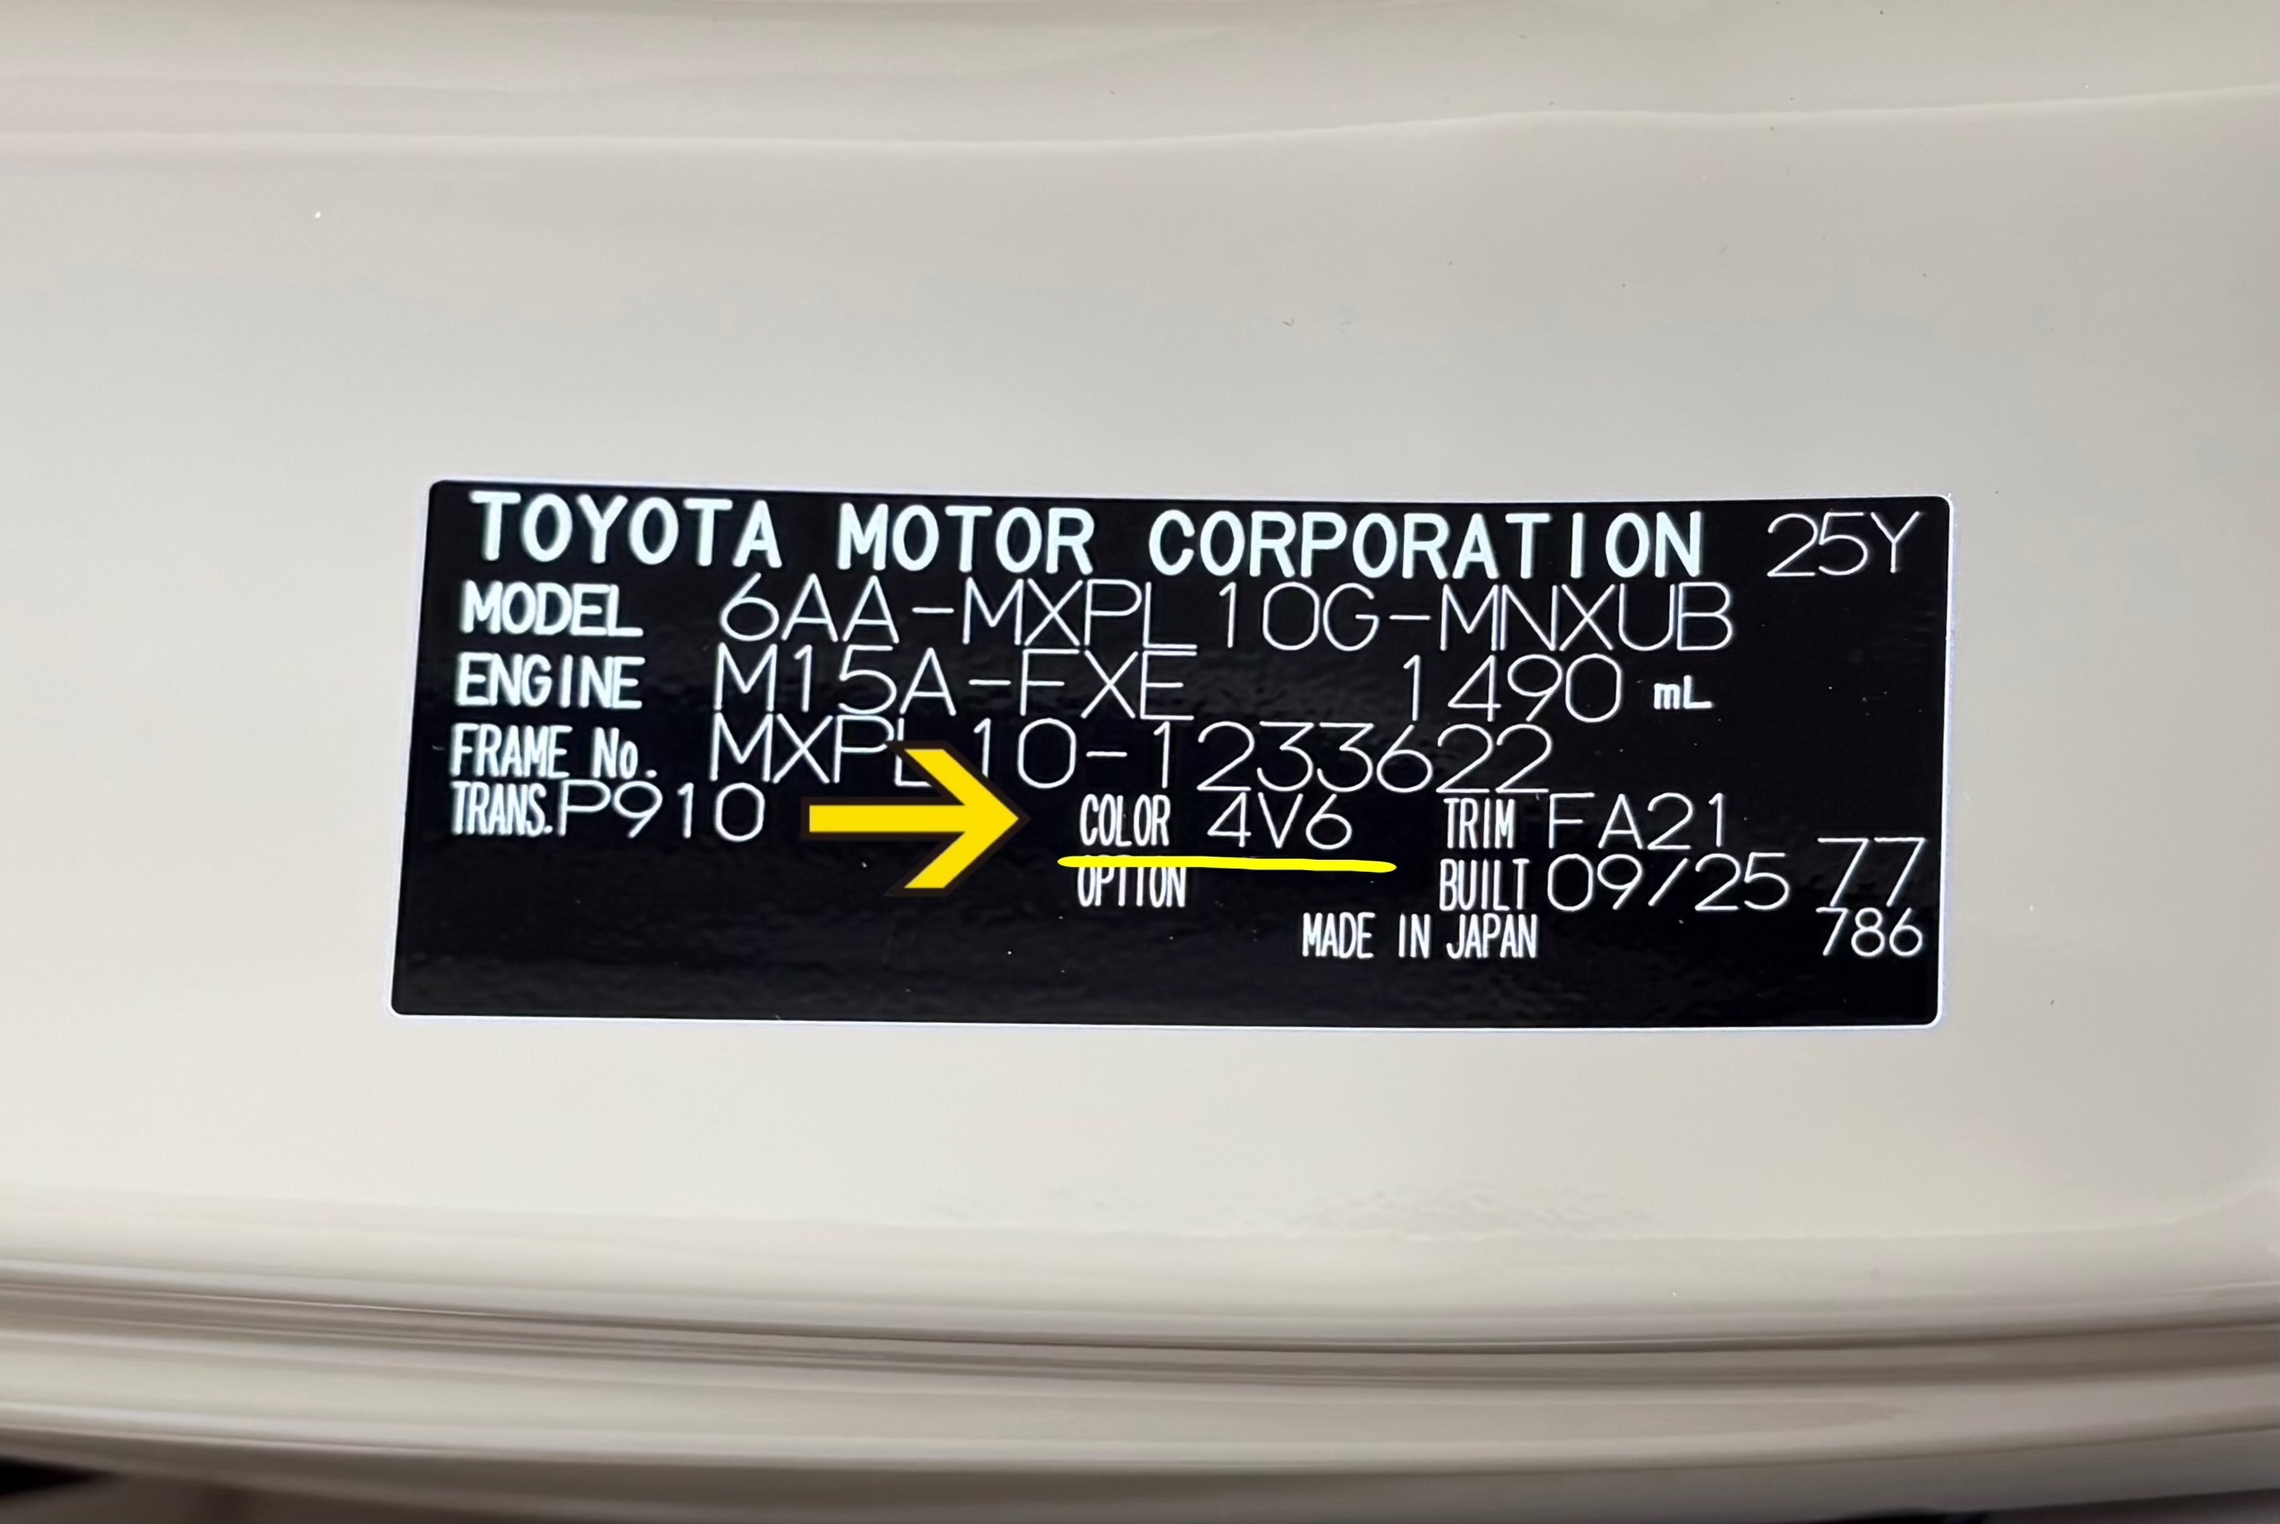 TOYOTA MOTOR CORPORATION 25Y
MODEL 6AA-MXPL10G-MNXUB
ENGINE M15A-FXE 1490 mL
FRAME No. MXPL10-1233622
TRANS. P910 COLOR 4V6 TRIM FA21
OPTION BUILT 09/25 77
MADE IN JAPAN 786